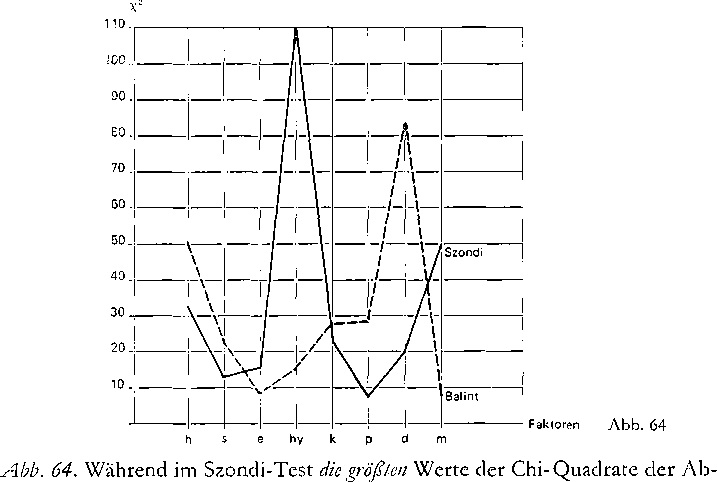 χ²
110
100
90
80
70
60
50
Szondi
40
30
20
10
Balint
Faktoren Abb. 64
h s e hy k p d m
Abb. 64. Während im Szondi-Test die größten Werte der Chi-Quadrate der Ab-